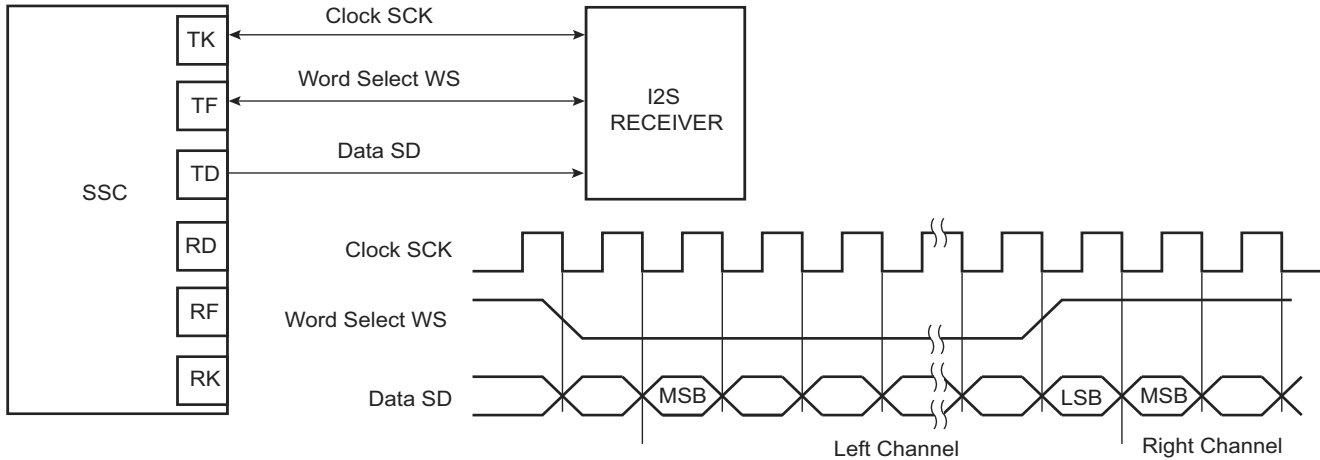 SSC
TK
TF
TD
RD
RF
RK
Clock SCK
Word Select WS
Data SD
I2S
RECEIVER
Clock SCK
Word Select WS
Data SD
MSB
LSB
MSB
Left Channel
Right Channel